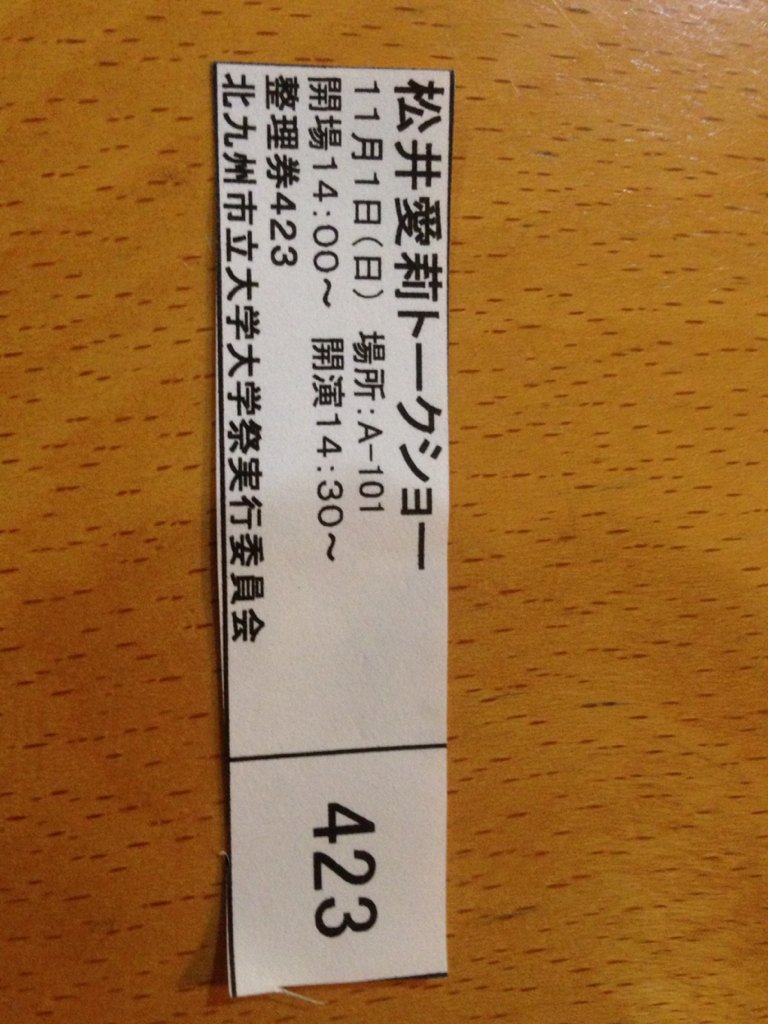 松井愛莉トークショー
11月1日(日) 場所:A-101
開場14:00～ 開演14:30～
整理券423
北九州市立大学大学祭実行委員会
423